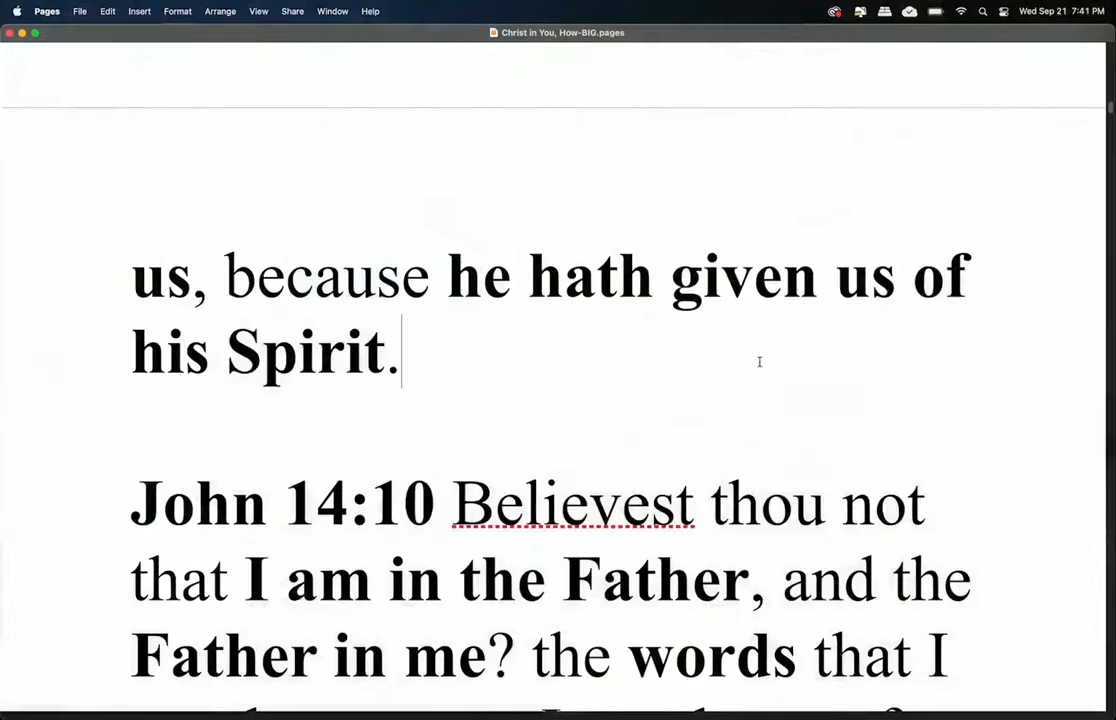 Pages File Edit Insert Format Arrange View Share Window Help Wed Sep 21 7:41 PM
Christ in You, How-BIG.pages
us, because he hath given us of
his Spirit.
John 14:10 Believest thou not
that I am in the Father, and the
Father in me? the words that I